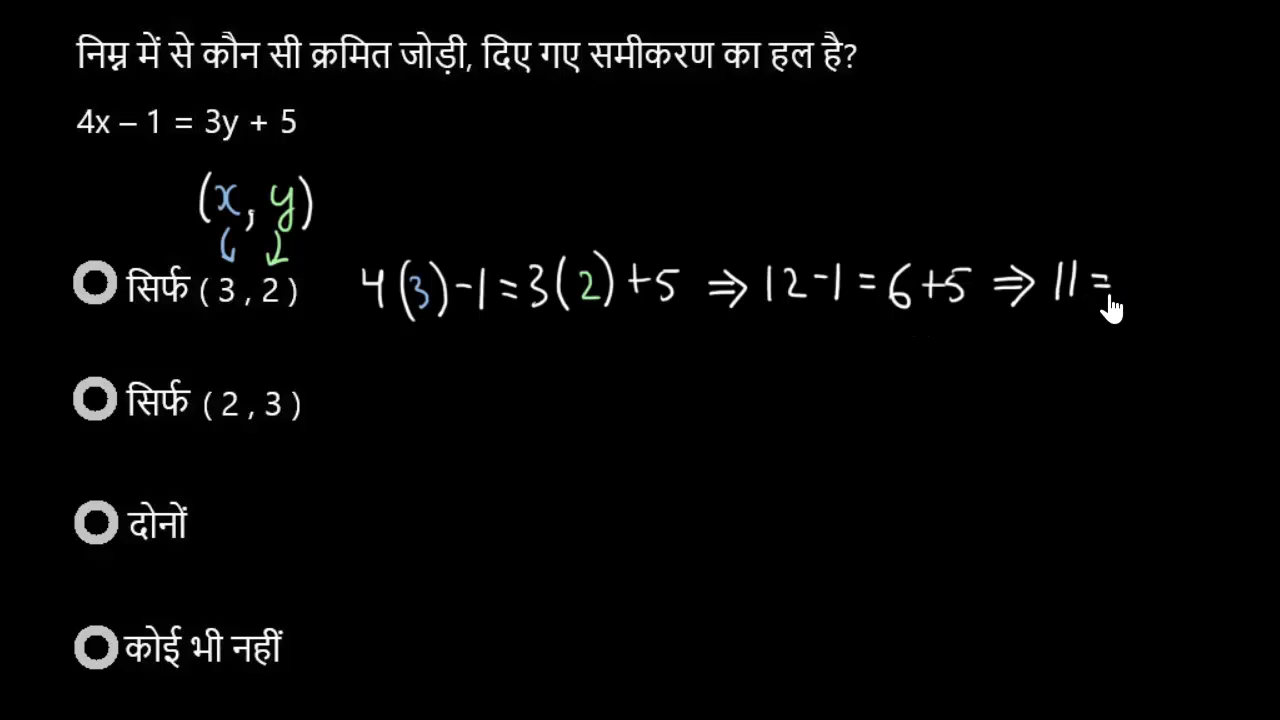 निम्न में से कौन सी क्रमित जोड़ी, दिए गए समीकरण का हल है?
4x – 1 = 3y + 5
(x, y)
सिर्फ ( 3 , 2 ) 4(3)-1=3(2)+5 ⇒ 12-1=6+5 ⇒ 11=
सिर्फ ( 2 , 3 )
दोनों
कोई भी नहीं